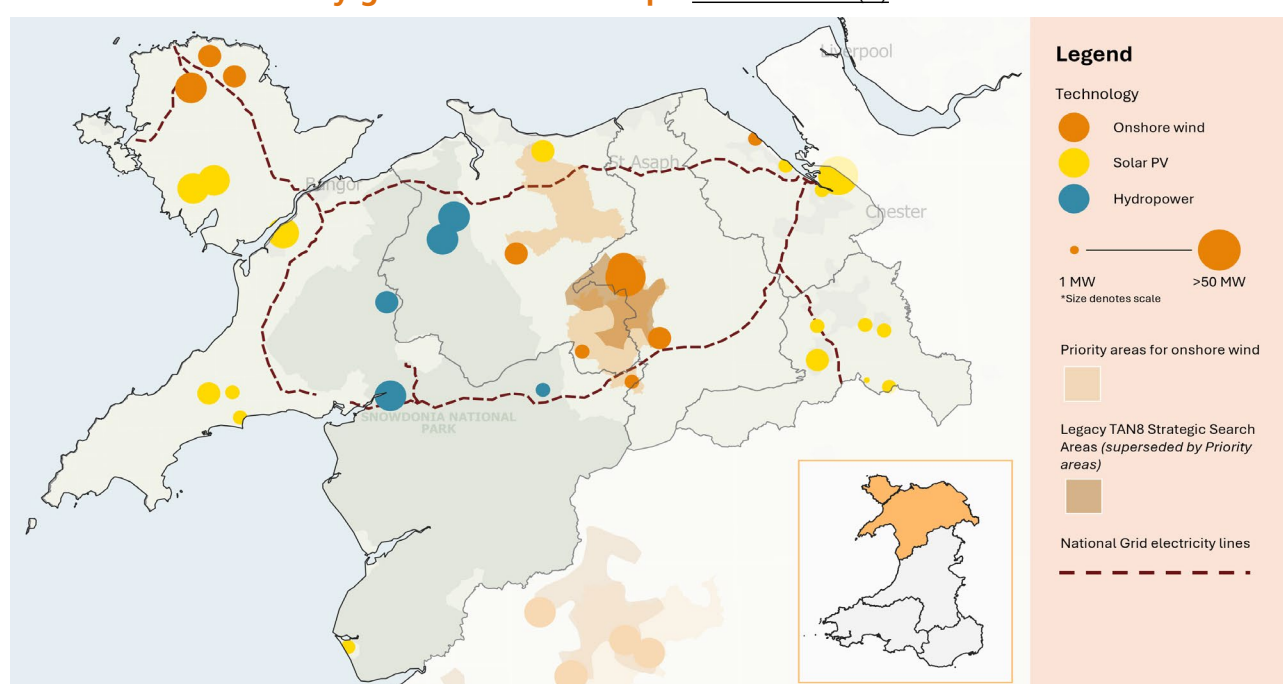 Liverpool
St Asaph
Bangor
Chester
SNOWDONIA NATIONAL
PARK
Legend
Technology
Onshore wind
Solar PV
Hydropower
1 MW
>50 MW
*Size denotes scale
Priority areas for onshore wind
Legacy TAN8 Strategic Search
Areas (superseded by Priority
areas)
National Grid electricity lines